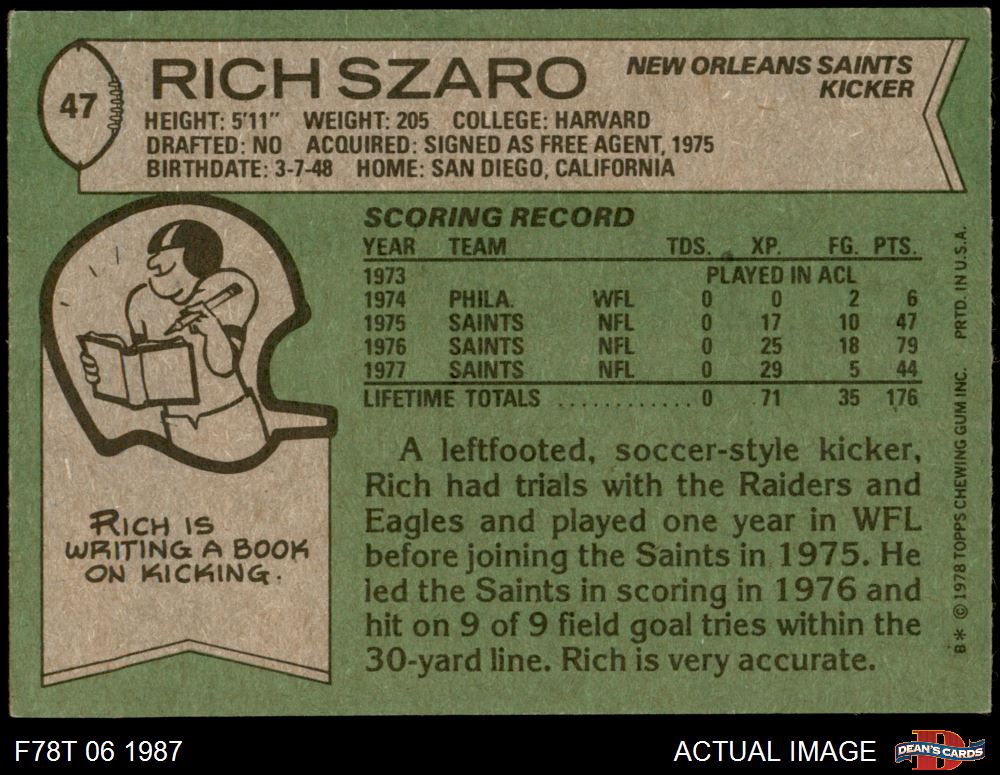 47
RICH SZARO
NEW ORLEANS SAINTS
KICKER
HEIGHT: 5'11" WEIGHT: 205 COLLEGE: HARVARD
DRAFTED: NO ACQUIRED: SIGNED AS FREE AGENT, 1975
BIRTHDATE: 3-7-48 HOME: SAN DIEGO, CALIFORNIA
SCORING RECORD
YEAR TEAM TDS. XP. FG. PTS.
1973 PLAYED IN ACL
1974 PHILA. WFL 0 0 2 6
1975 SAINTS NFL 0 17 10 47
1976 SAINTS NFL 0 25 18 79
1977 SAINTS NFL 0 29 5 44
LIFETIME TOTALS ............ 0 71 35 176
A leftfooted, soccer-style kicker,
Rich had trials with the Raiders and
Eagles and played one year in WFL
before joining the Saints in 1975. He
led the Saints in scoring in 1976 and
hit on 9 of 9 field goal tries within the
30-yard line. Rich is very accurate.
RICH IS
WRITING A BOOK
ON KICKING.
B* © 1978 TOPPS CHEWING GUM INC. PRTD. IN U.S.A.
F78T 06 1987
ACTUAL IMAGE
DEAN'S CARDS